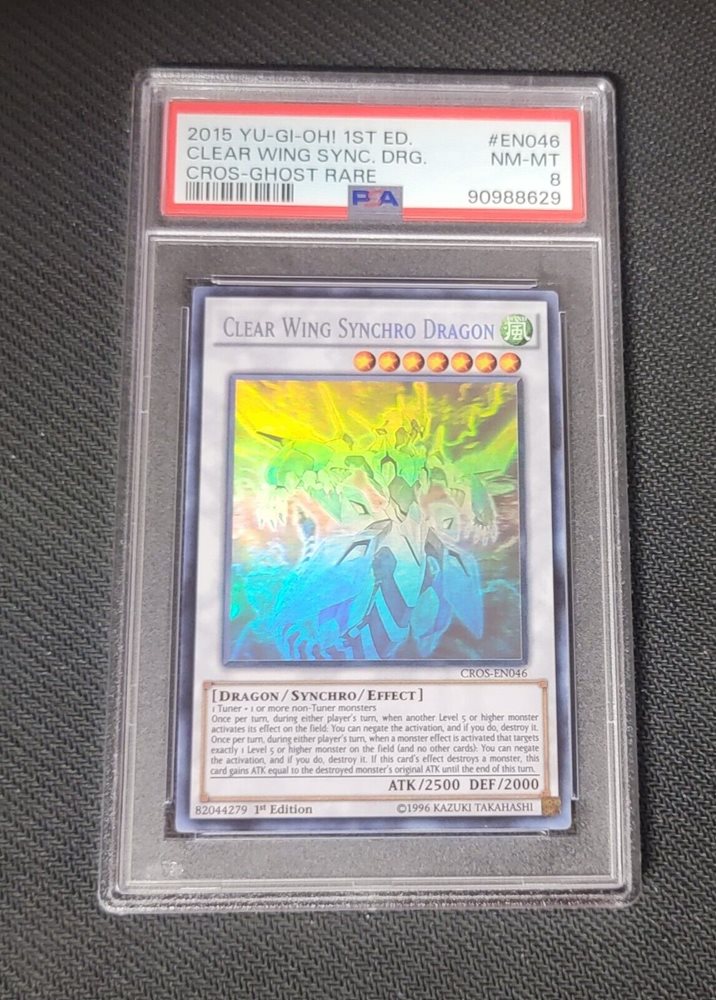 2015 YU-GI-OH! 1ST ED. #EN046
CLEAR WING SYNC. DRG. NM-MT
CROS-GHOST RARE 8
PSA 90988629
CLEAR WING SYNCHRO DRAGON 風
CROS-EN046
[DRAGON/SYNCHRO/EFFECT]
1 Tuner + 1 or more non-Tuner monsters
Once per turn, during either player's turn, when another Level 5 or higher monster
activates its effect on the field: You can negate the activation, and if you do, destroy it.
Once per turn, during either player's turn, when a monster effect is activated that targets
exactly 1 Level 5 or higher monster on the field (and no other cards): You can negate
the activation, and if you do, destroy it. If this card's effect destroys a monster, this
card gains ATK equal to the destroyed monster's original ATK until the end of this turn.
ATK/2500 DEF/2000
82044279 1st Edition ©1996 KAZUKI TAKAHASHI